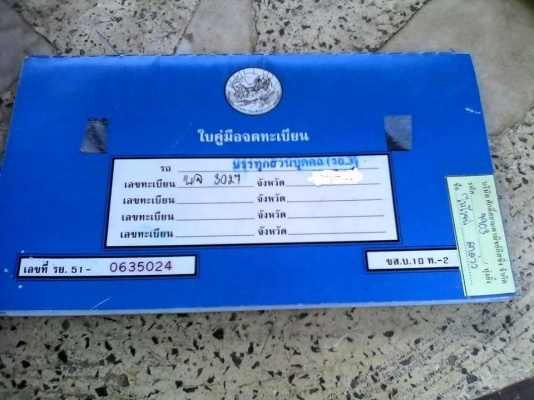 ใบคู่มือจดทะเบียน
รถ บรรทุกส่วนบุคคล (รย.3)
เลขทะเบียน พจ 3027 จังหวัด
เลขทะเบียน จังหวัด
เลขทะเบียน จังหวัด
เลขทะเบียน จังหวัด
เลขที่ รย. 51- 0635024
ขส.บ.10 ท.-2